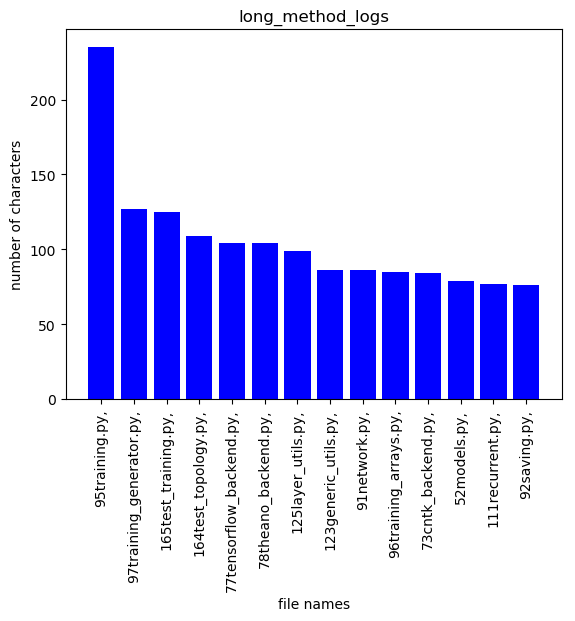 long_method_logs
number of characters
200
150
100
50
0
95training.py,
97training_generator.py,
165test_training.py,
164test_topology.py,
77tensorflow_backend.py,
78theano_backend.py,
125layer_utils.py,
123generic_utils.py,
91network.py,
96training_arrays.py,
73cntk_backend.py,
52models.py,
111recurrent.py,
92saving.py,
file names